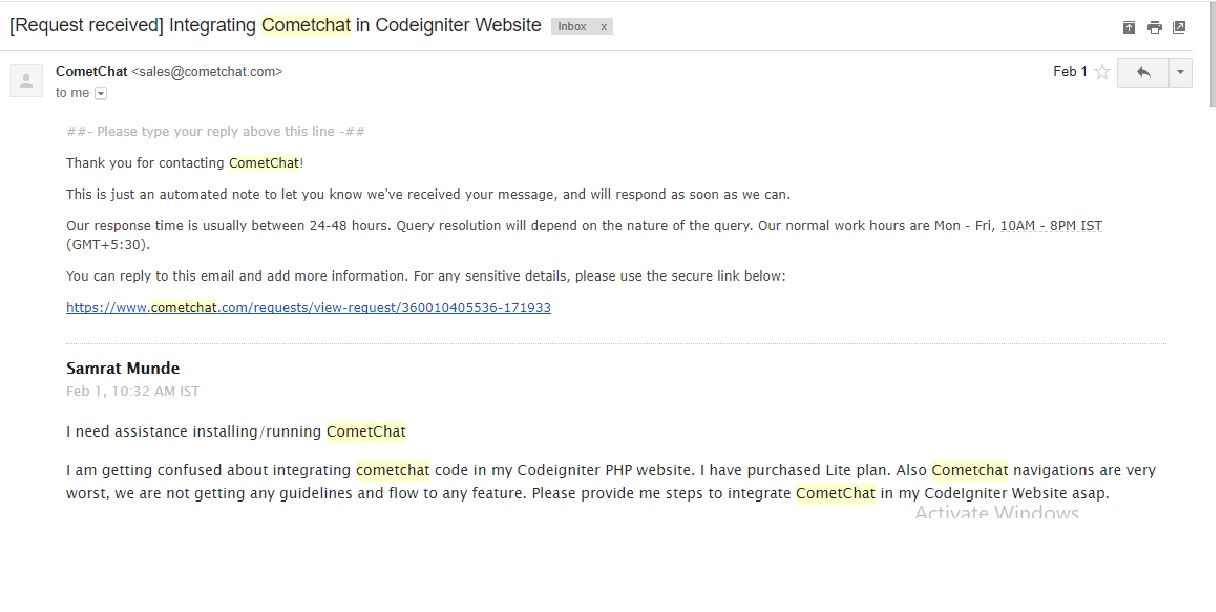 [Request received] Integrating Cometchat in Codeigniter Website Inbox x
CometChat <sales@cometchat.com> Feb 1
to me
##- Please type your reply above this line -##
Thank you for contacting CometChat!
This is just an automated note to let you know we've received your message, and will respond as soon as we can.
Our response time is usually between 24-48 hours. Query resolution will depend on the nature of the query. Our normal work hours are Mon - Fri, 10AM - 8PM IST
(GMT+5:30).
You can reply to this email and add more information. For any sensitive details, please use the secure link below:
https://www.cometchat.com/requests/view-request/360010405536-171933
Samrat Munde
Feb 1, 10:32 AM IST
I need assistance installing/running CometChat
I am getting confused about integrating cometchat code in my Codeigniter PHP website. I have purchased Lite plan. Also Cometchat navigations are very
worst, we are not getting any guidelines and flow to any feature. Please provide me steps to integrate CometChat in my CodeIgniter Website asap.
Activate Windows